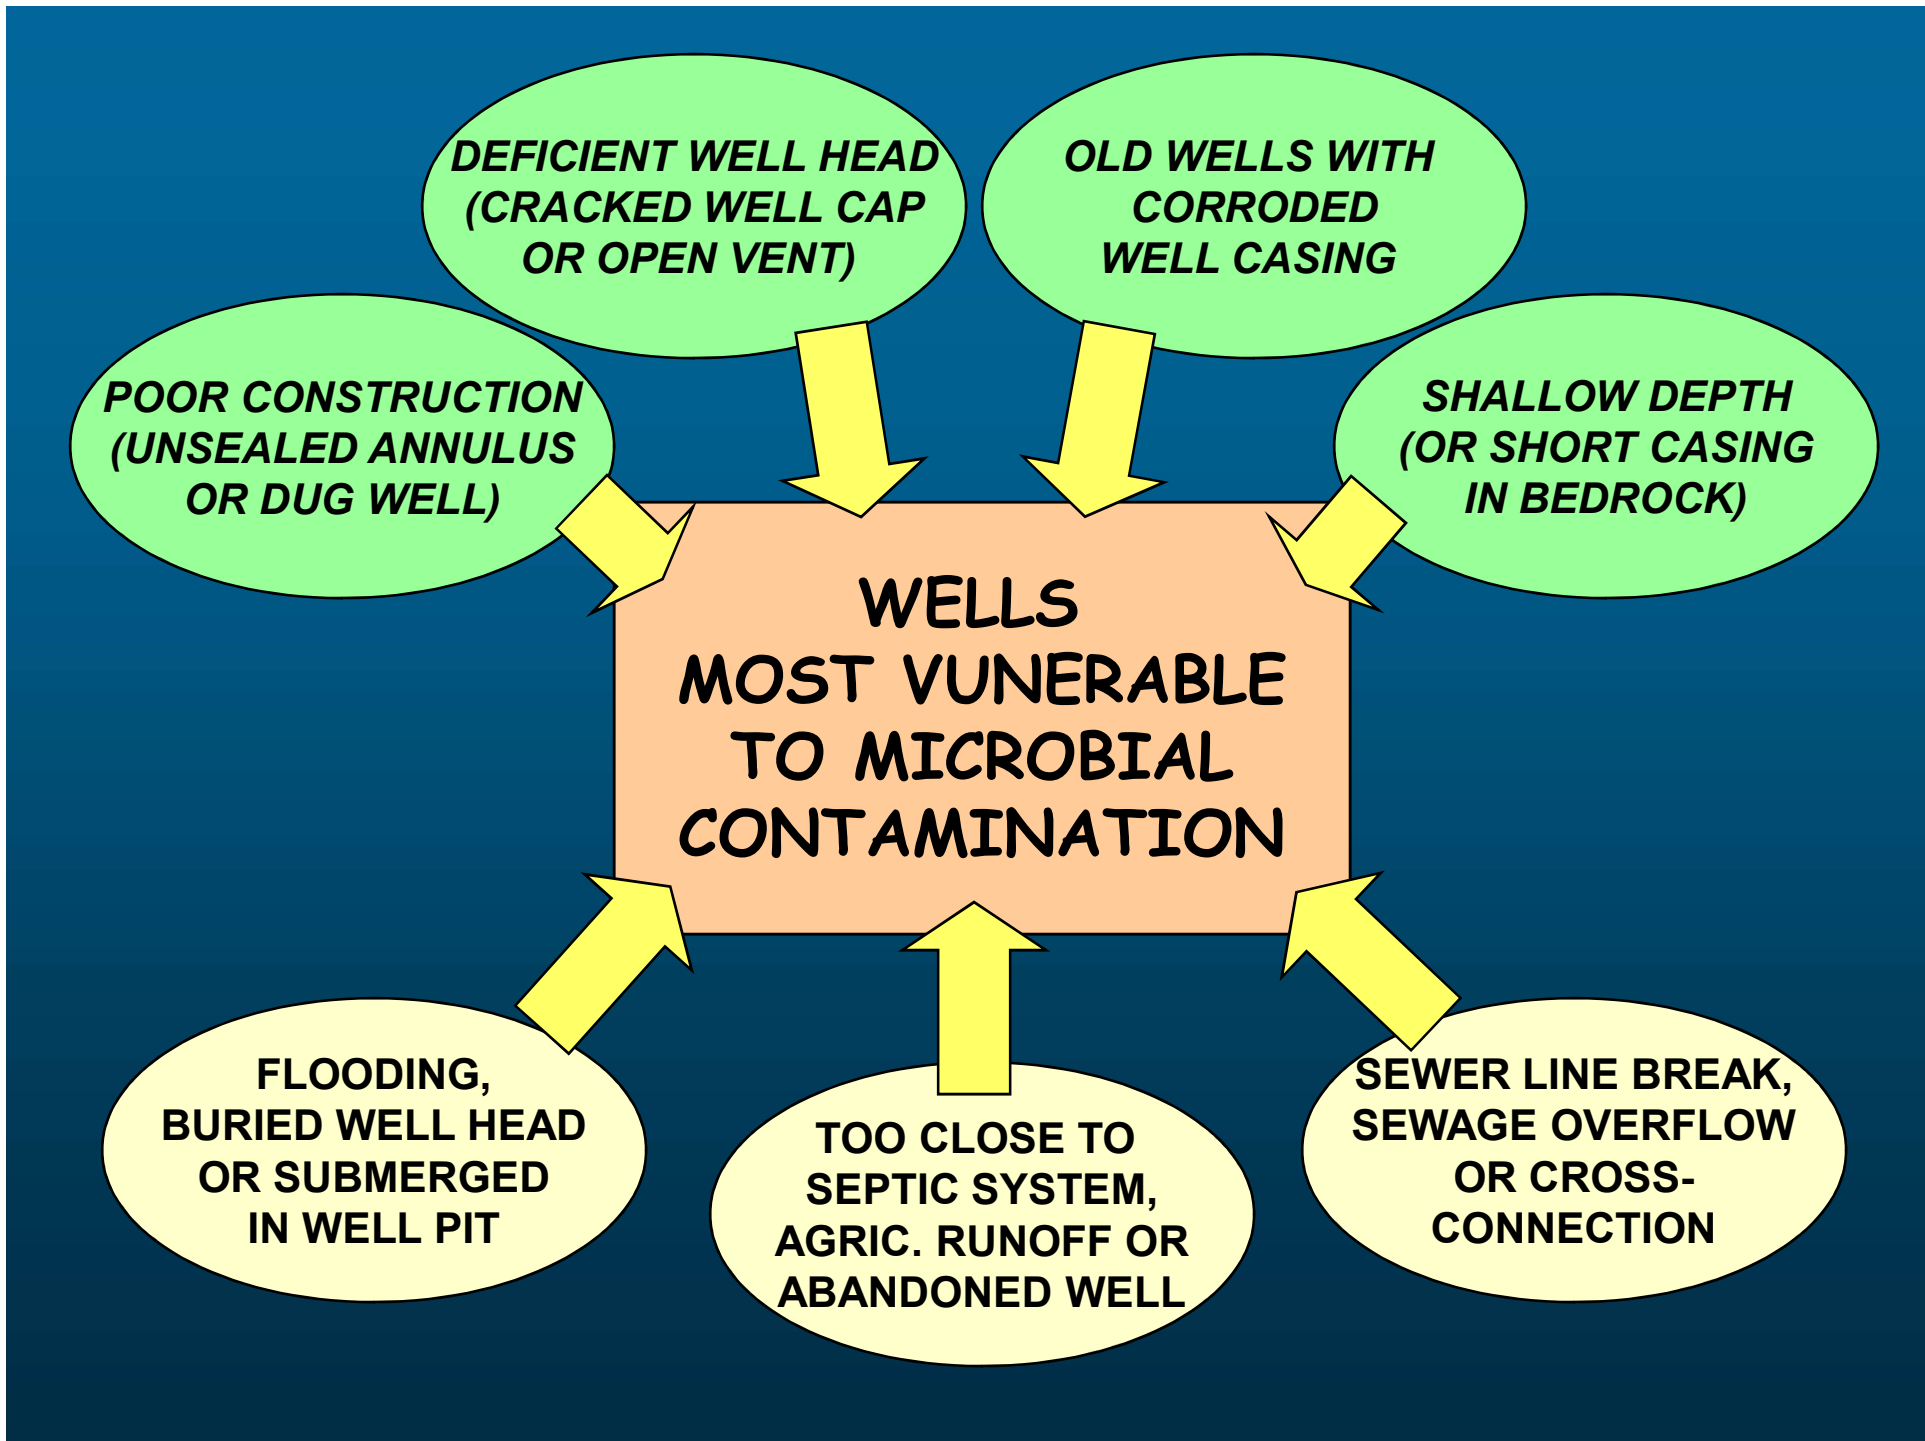 DEFICIENT WELL HEAD
(CRACKED WELL CAP
OR OPEN VENT)
OLD WELLS WITH
CORRODED
WELL CASING
POOR CONSTRUCTION
(UNSEALED ANNULUS
OR DUG WELL)
SHALLOW DEPTH
(OR SHORT CASING
IN BEDROCK)
WELLS
MOST VUNERABLE
TO MICROBIAL
CONTAMINATION
FLOODING,
BURIED WELL HEAD
OR SUBMERGED
IN WELL PIT
TOO CLOSE TO
SEPTIC SYSTEM,
AGRIC. RUNOFF OR
ABANDONED WELL
SEWER LINE BREAK,
SEWAGE OVERFLOW
OR CROSS-
CONNECTION